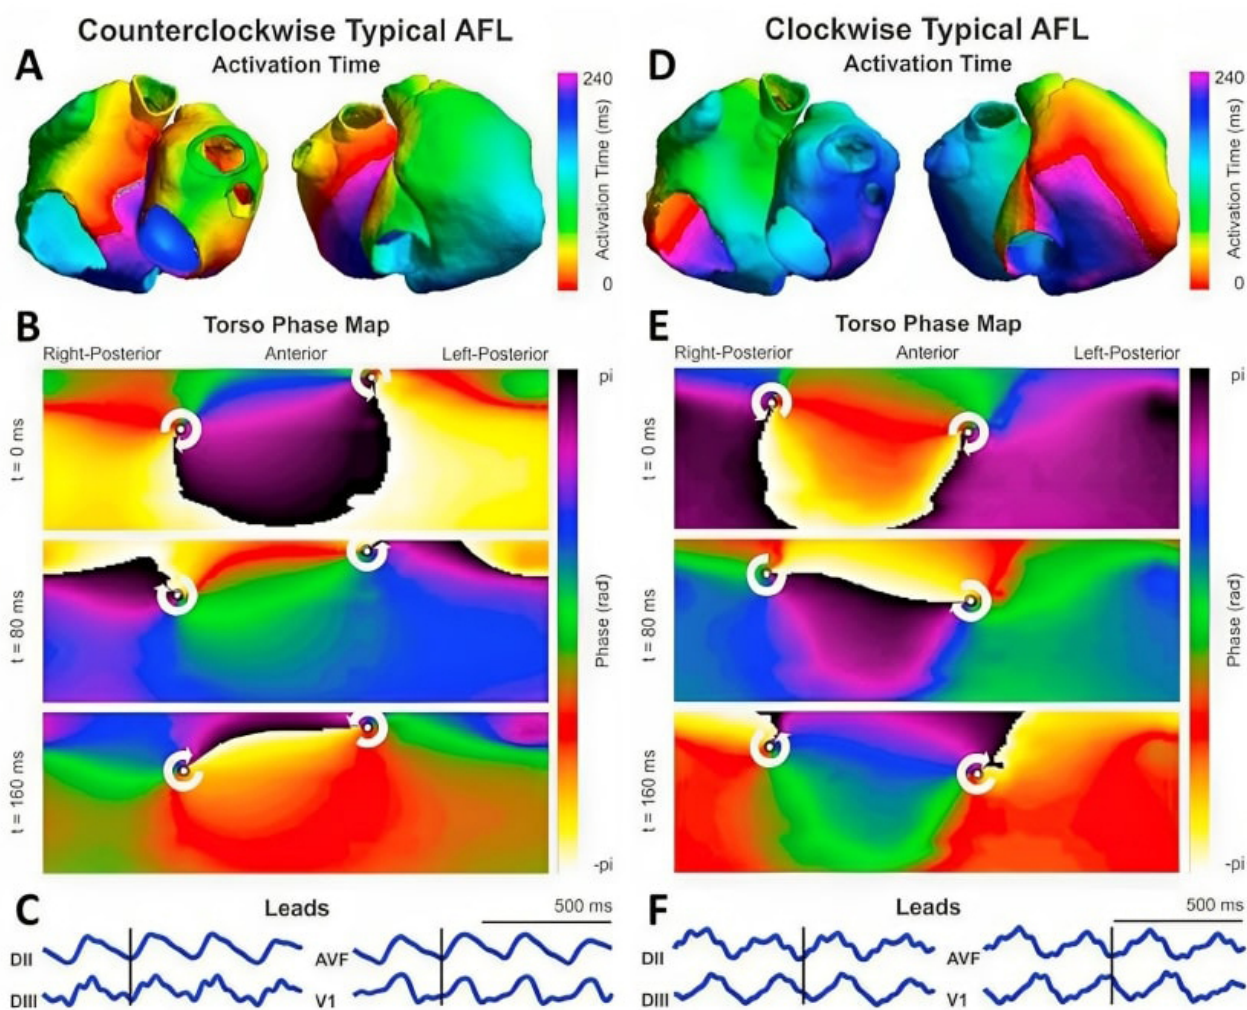 Counterclockwise Typical AFL
A
Activation Time
240
Activation Time (ms)
0
B
Torso Phase Map
Right-Posterior Anterior Left-Posterior
t = 0 ms
t = 80 ms
t = 160 ms
pi
Phase (rad)
-pi
C
Leads
500 ms
DII
AVF
DIII
V1
Clockwise Typical AFL
D
Activation Time
240
Activation Time (ms)
0
E
Torso Phase Map
Right-Posterior Anterior Left-Posterior
t = 0 ms
t = 80 ms
t = 160 ms
pi
Phase (rad)
-pi
F
Leads
500 ms
DII
AVF
DIII
V1